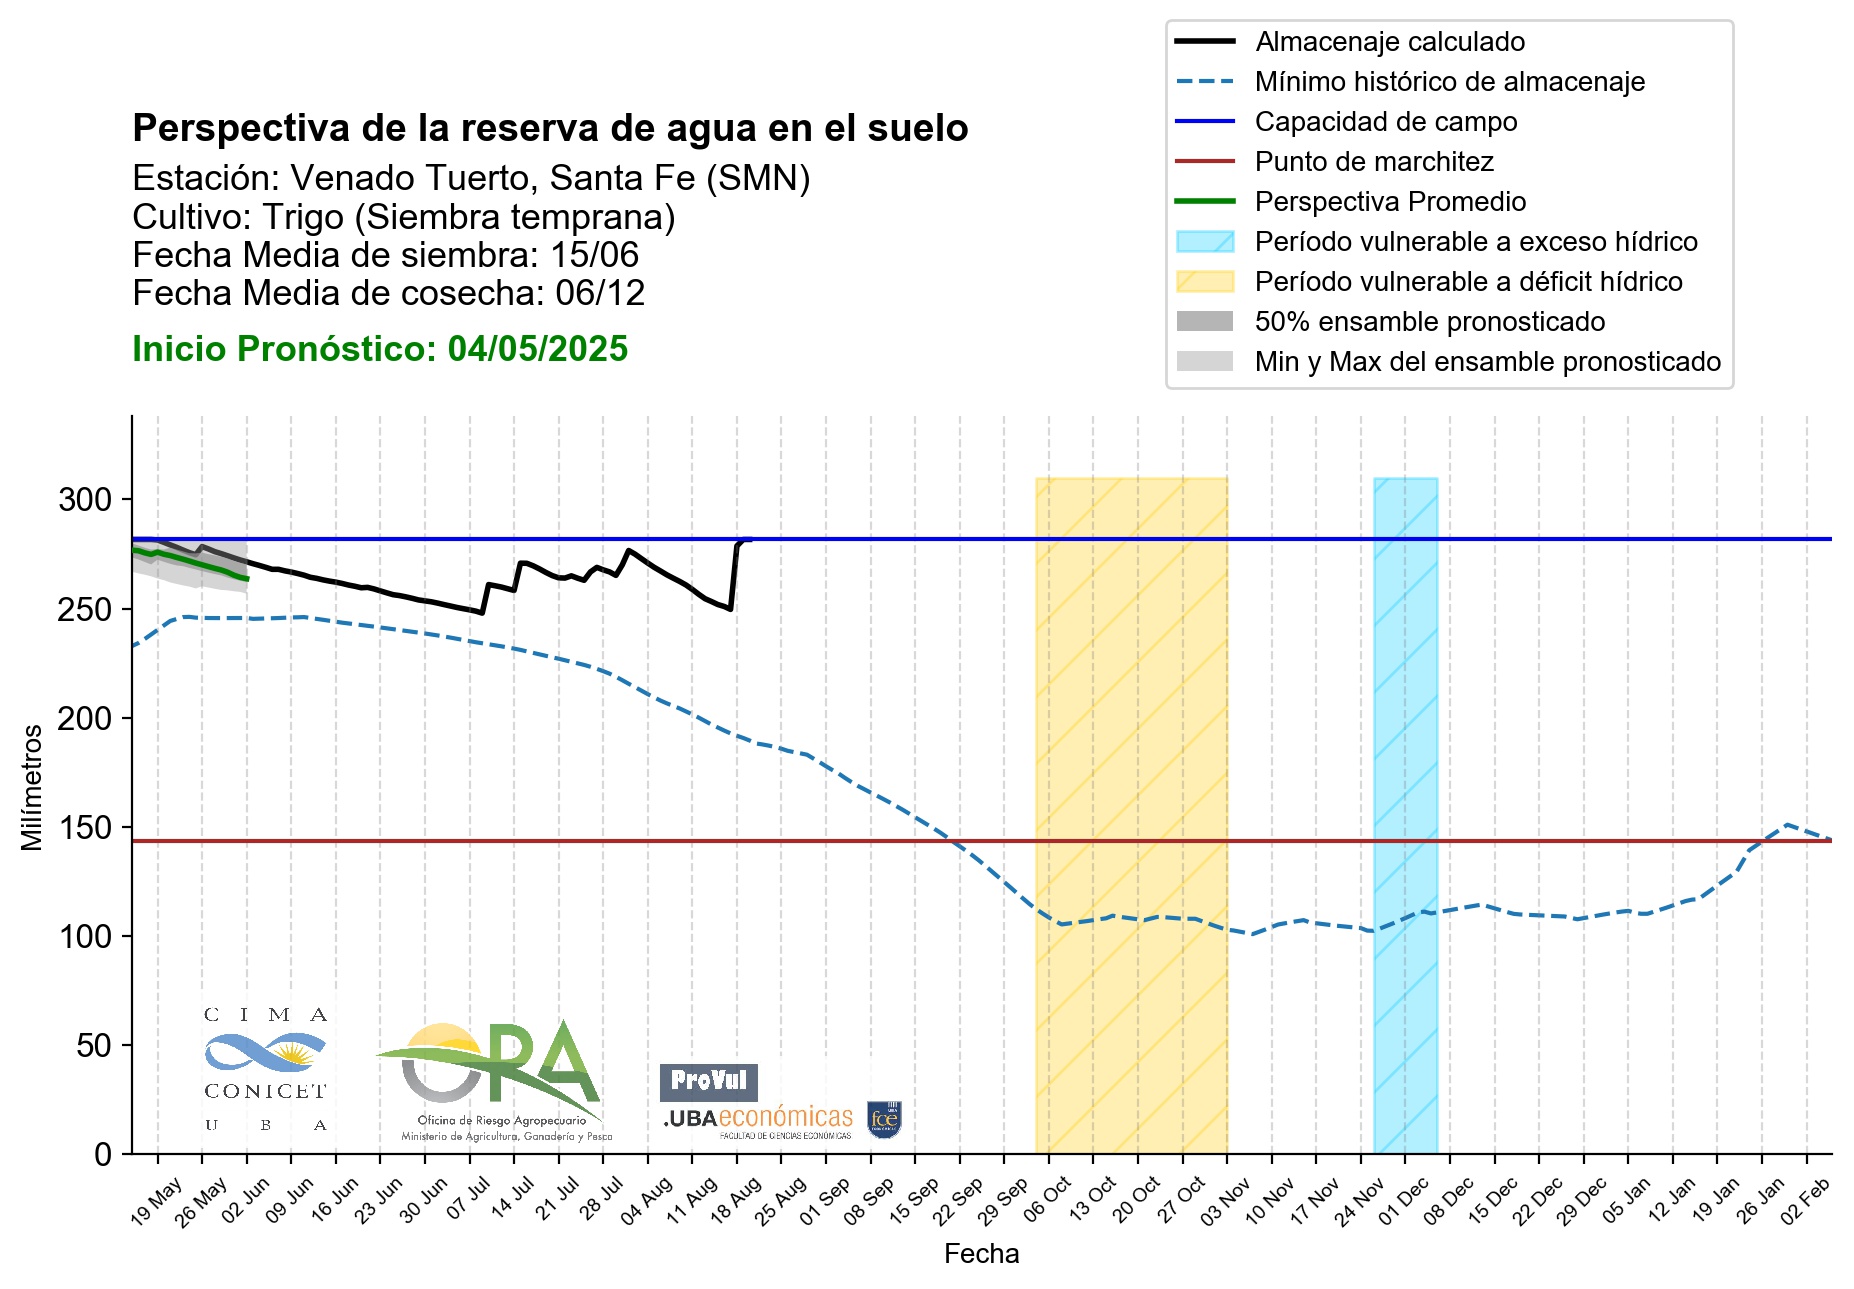 Almacenaje calculado
Mínimo histórico de almacenaje
Capacidad de campo
Punto de marchitez
Perspectiva Promedio
Período vulnerable a exceso hídrico
Período vulnerable a déficit hídrico
50% ensamble pronosticado
Min y Max del ensamble pronosticado
Perspectiva de la reserva de agua en el suelo
Estación: Venado Tuerto, Santa Fe (SMN)
Cultivo: Trigo (Siembra temprana)
Fecha Media de siembra: 15/06
Fecha Media de cosecha: 06/12
Inicio Pronóstico: 04/05/2025
300
250
200
150
100
50
0
Milímetros
CIMA
CONICET
UBA
ORA
Oficina de Riesgo Agropecuario
Ministerio de Agricultura, Ganadería y Pesca
ProVul
.UBAeconómicas
FACULTAD DE CIENCIAS ECONÓMICAS
fce
19 May
26 May
02 Jun
09 Jun
16 Jun
23 Jun
30 Jun
07 Jul
14 Jul
21 Jul
28 Jul
04 Aug
11 Aug
18 Aug
25 Aug
01 Sep
08 Sep
15 Sep
22 Sep
29 Sep
06 Oct
13 Oct
20 Oct
27 Oct
03 Nov
10 Nov
17 Nov
24 Nov
01 Dec
08 Dec
15 Dec
22 Dec
29 Dec
05 Jan
12 Jan
19 Jan
26 Jan
02 Feb
Fecha